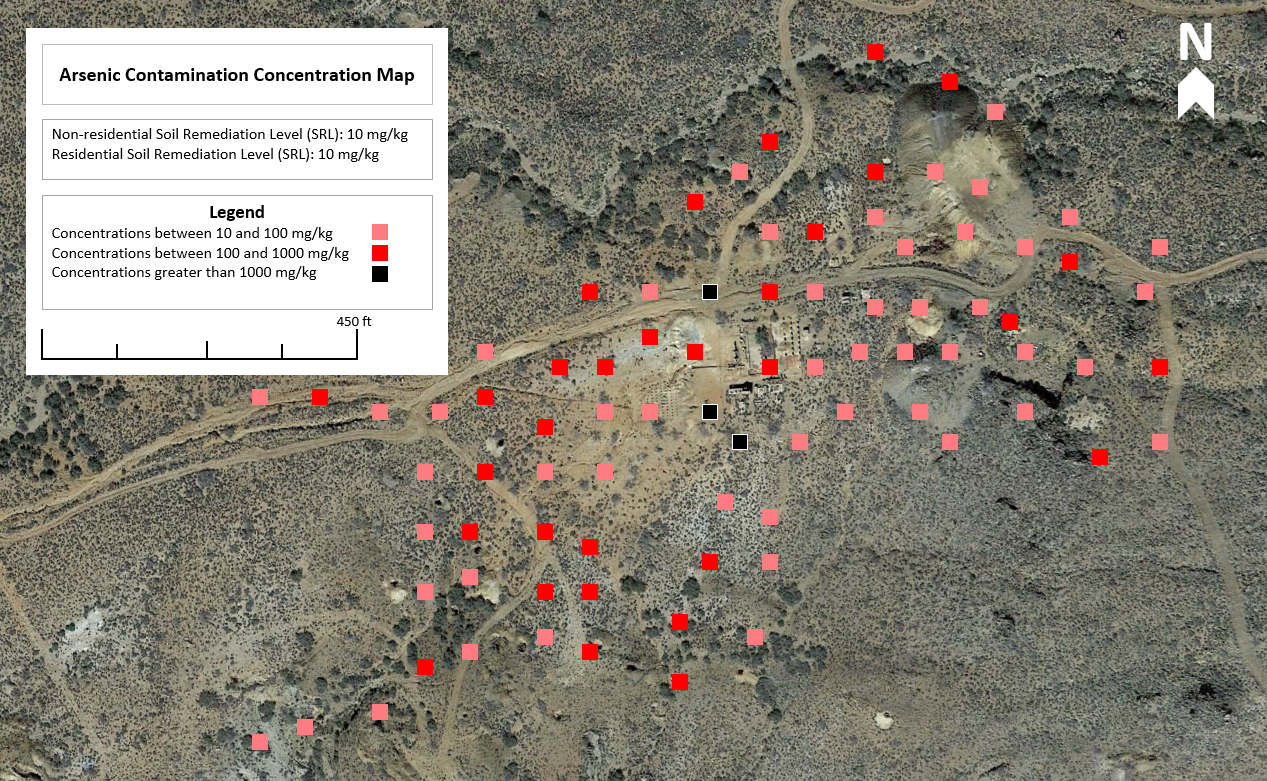 Arsenic Contamination Concentration Map
Non-residential Soil Remediation Level (SRL): 10 mg/kg
Residential Soil Remediation Level (SRL): 10 mg/kg
Legend
Concentrations between 10 and 100 mg/kg
Concentrations between 100 and 1000 mg/kg
Concentrations greater than 1000 mg/kg
450 ft
N